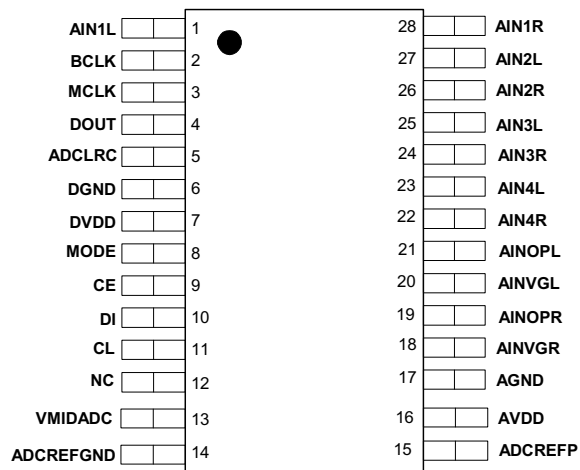 AIN1L 1 28 AIN1R
BCLK 2 27 AIN2L
MCLK 3 26 AIN2R
DOUT 4 25 AIN3L
ADCLRC 5 24 AIN3R
DGND 6 23 AIN4L
DVDD 7 22 AIN4R
MODE 8 21 AINOPL
CE 9 20 AINVGL
DI 10 19 AINOPR
CL 11 18 AINVGR
NC 12 17 AGND
VMIDADC 13 16 AVDD
ADCREFGND 14 15 ADCREFP